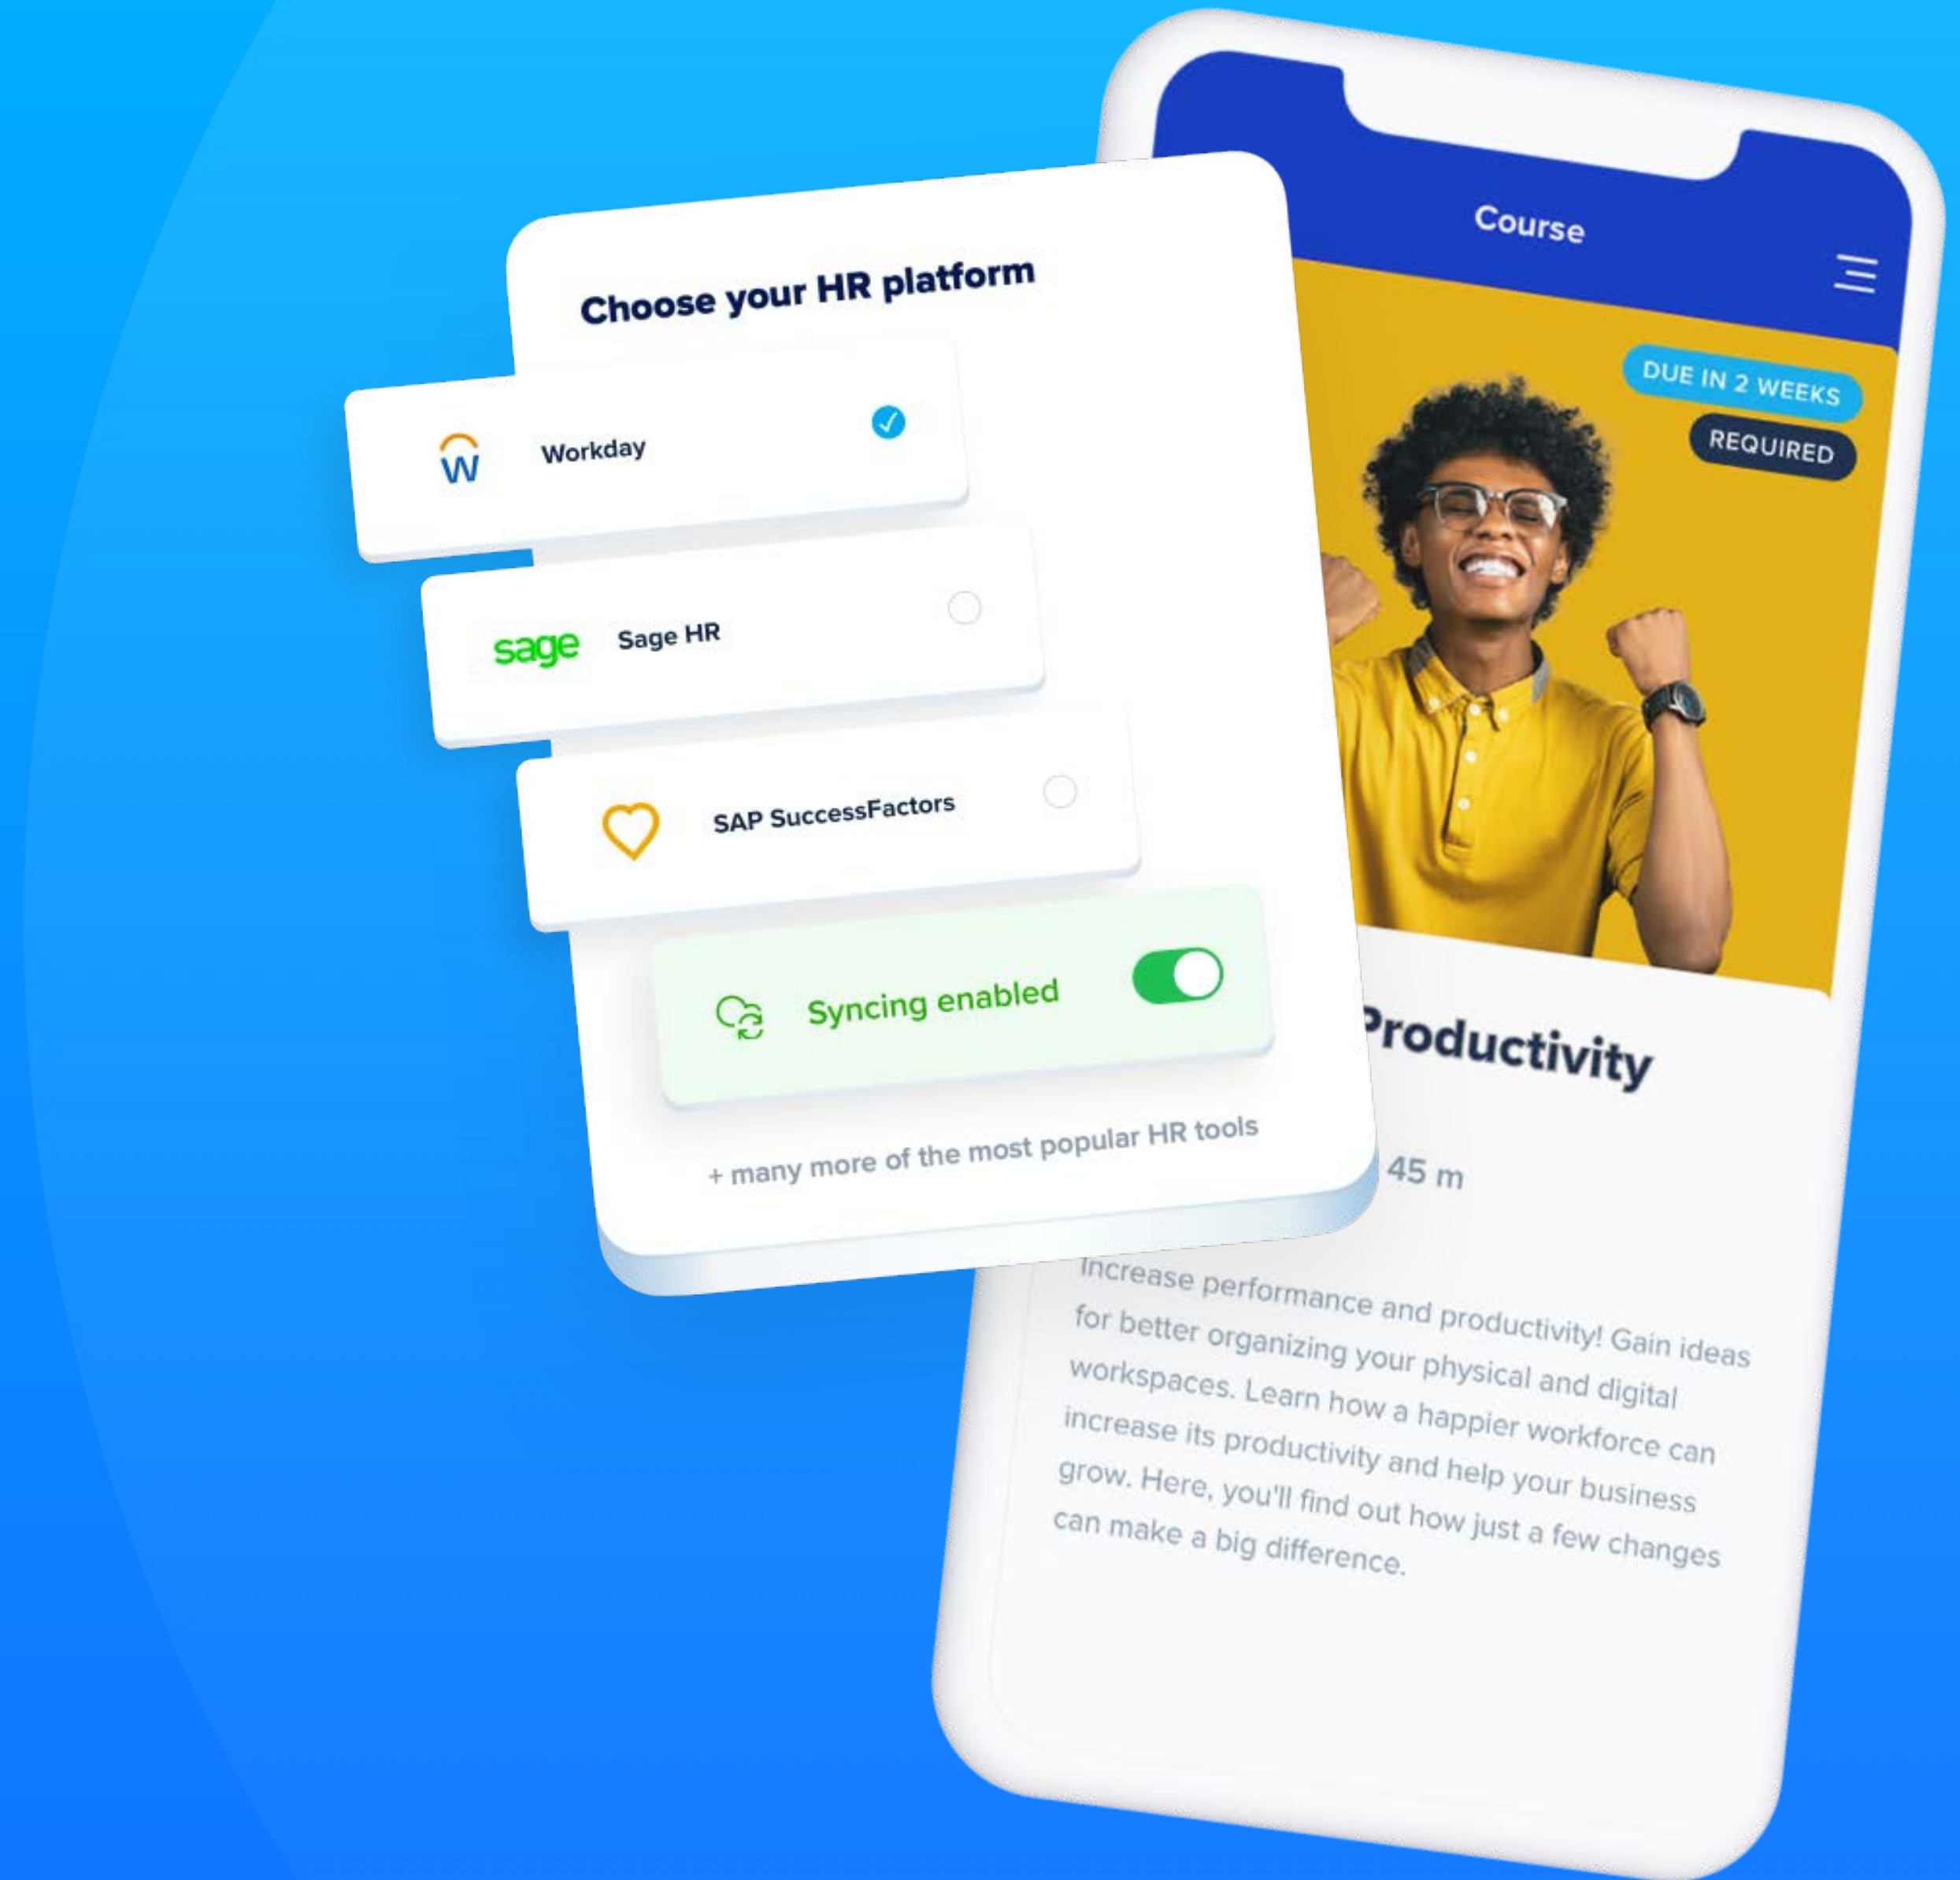 Choose your HR platform
Workday
sage Sage HR
SAP SuccessFactors
Syncing enabled
+ many more of the most popular HR tools
Course
DUE IN 2 WEEKS
REQUIRED
Productivity
45 m
Increase performance and productivity! Gain ideas
for better organizing your physical and digital
workspaces. Learn how a happier workforce can
increase its productivity and help your business
grow. Here, you'll find out how just a few changes
can make a big difference.